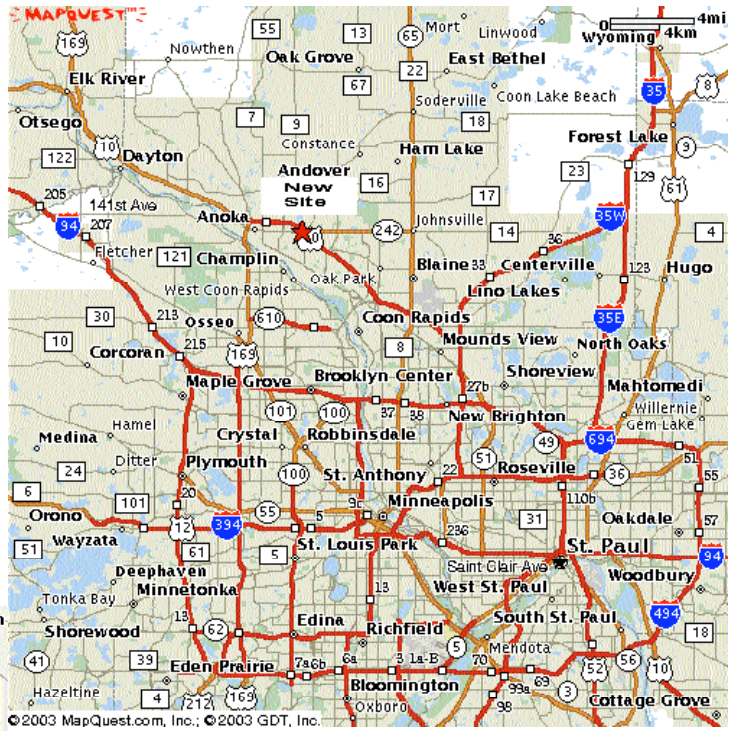 MAPQUEST
55
13
Mort
Linwood
0
4mi
4km
Wyoming
169
Nowthen
Oak Grove
65
East Bethel
22
67
Elk River
35
8
Soderville
Coon Lake Beach
Otsego
7
9
18
10
Constance
Forest Lake
9
122
Dayton
Ham Lake
Andover
New
Site
16
23
129
61
205
141st Ave
17
94
207
Anoka
Johnsville
35W
242
14
36
4
Fletcher
121
Champlin
Oak Park
Blaine
33
Centerville
123
Hugo
West Coon Rapids
Lino Lakes
30
213
Osseo
610
Coon Rapids
35E
10
215
Corcoran
169
8
Mounds View
North Oaks
Maple Grove
Brooklyn Center
27b
Shoreview
Mahtomedi
101
100
37
38
New Brighton
Willernie
Gem Lake
Hamel
Crystal
Robbinsdale
49
694
Medina
51
24
Ditter
Plymouth
St. Anthony
22
51
Roseville
36
55
6
100
110b
101
20
9c
Minneapolis
Orono
55
5
31
Oakdale
57
12
394
236
Wayzata
St. Louis Park
St. Paul
51
61
5
Saint Clair Ave
94
Deephaven
Woodbury
Minnetonka
West St. Paul
Tonka Bay
13
494
13
62
Edina
South St. Paul
Shorewood
Richfield
18
5
Mendota
41
39
Eden Prairie
7a
6b
6a
3
1a-B
70
69
52
56
10
4
212
169
Bloomington
99a
3
Hazeltine
Oxboro
98
Cottage Grove
©2003 MapQuest.com, Inc.; ©2003 GDT, Inc.